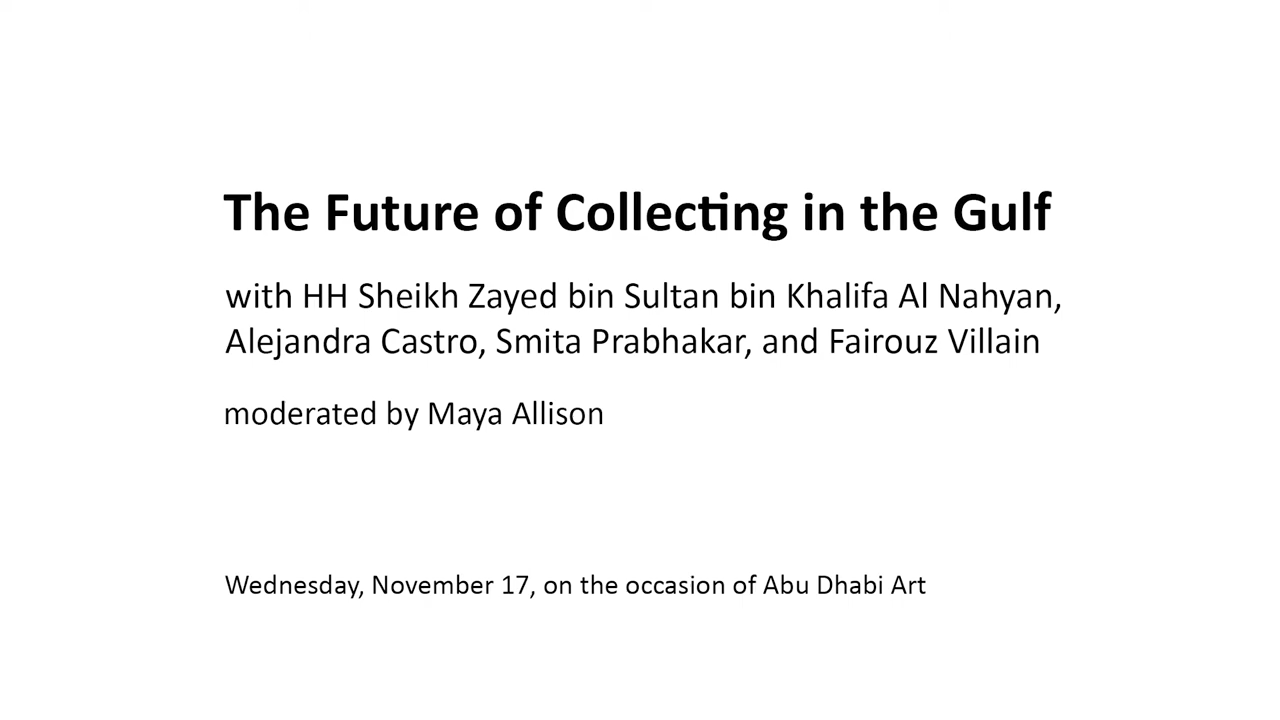 The Future of Collecting in the Gulf
with HH Sheikh Zayed bin Sultan bin Khalifa Al Nahyan,
Alejandra Castro, Smita Prabhakar, and Fairouz Villain
moderated by Maya Allison
Wednesday, November 17, on the occasion of Abu Dhabi Art